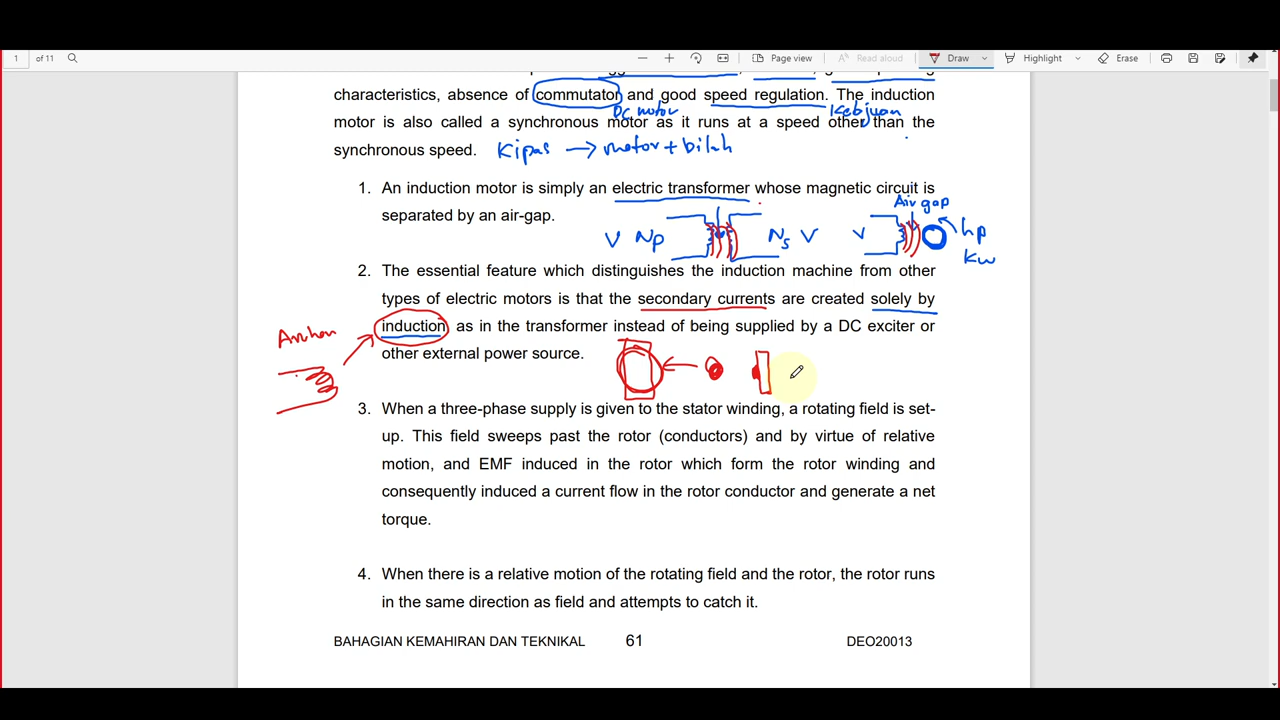 1 of 11 Page view Read aloud Draw Highlight Erase
characteristics, absence of commutator and good speed regulation. The induction
DC motor Kebjuan
motor is also called a synchronous motor as it runs at a speed other than the
synchronous speed. Kipas → motor + bilah
1. An induction motor is simply an electric transformer whose magnetic circuit is
separated by an air-gap.
Air gap
V Np Ns V V hp
kw
2. The essential feature which distinguishes the induction machine from other
types of electric motors is that the secondary currents are created solely by
induction as in the transformer instead of being supplied by a DC exciter or
other external power source.
3. When a three-phase supply is given to the stator winding, a rotating field is set-
up. This field sweeps past the rotor (conductors) and by virtue of relative
motion, and EMF induced in the rotor which form the rotor winding and
consequently induced a current flow in the rotor conductor and generate a net
torque.
4. When there is a relative motion of the rotating field and the rotor, the rotor runs
in the same direction as field and attempts to catch it.
BAHAGIAN KEMAHIRAN DAN TEKNIKAL 61 DEO20013